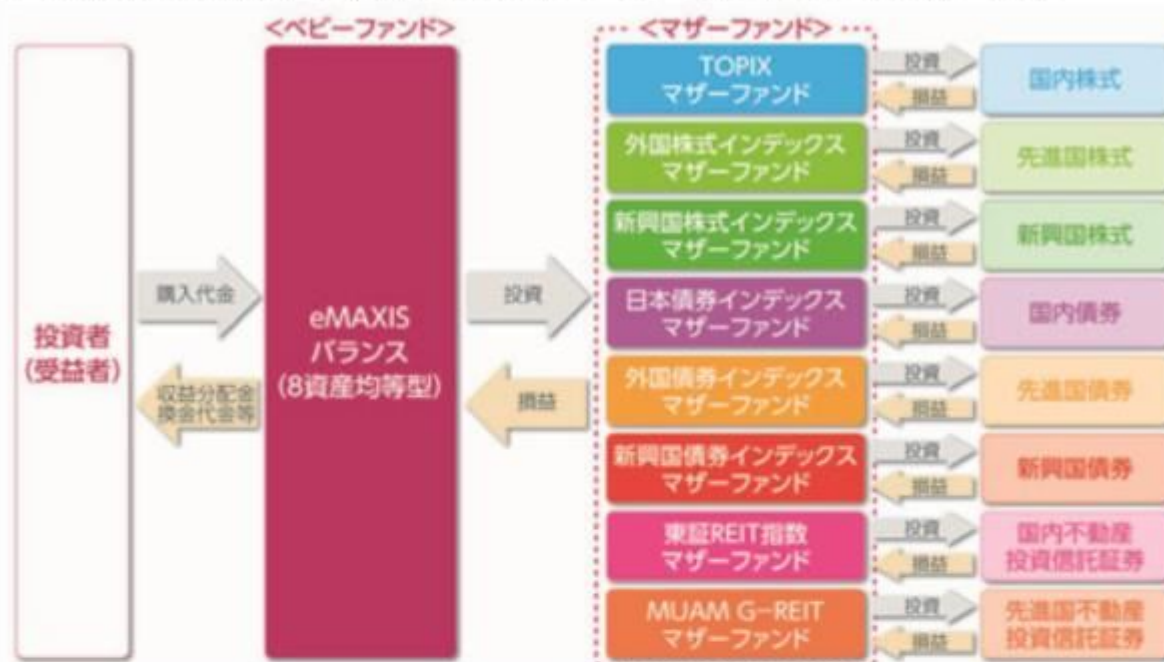 <ベビーファンド>
<マザーファンド>
投資者
(受益者)
購入代金
収益分配金
換金代金等
eMAXIS
バランス
(8資産均等型)
投資
損益
TOPIX
マザーファンド
投資
損益
国内株式
外国株式インデックス
マザーファンド
投資
損益
先進国株式
新興国株式インデックス
マザーファンド
投資
損益
新興国株式
日本債券インデックス
マザーファンド
投資
損益
国内債券
外国債券インデックス
マザーファンド
投資
損益
先進国債券
新興国債券インデックス
マザーファンド
投資
損益
新興国債券
東証REIT指数
マザーファンド
投資
損益
国内不動産
投資信託証券
MUAM G-REIT
マザーファンド
投資
損益
先進国不動産
投資信託証券